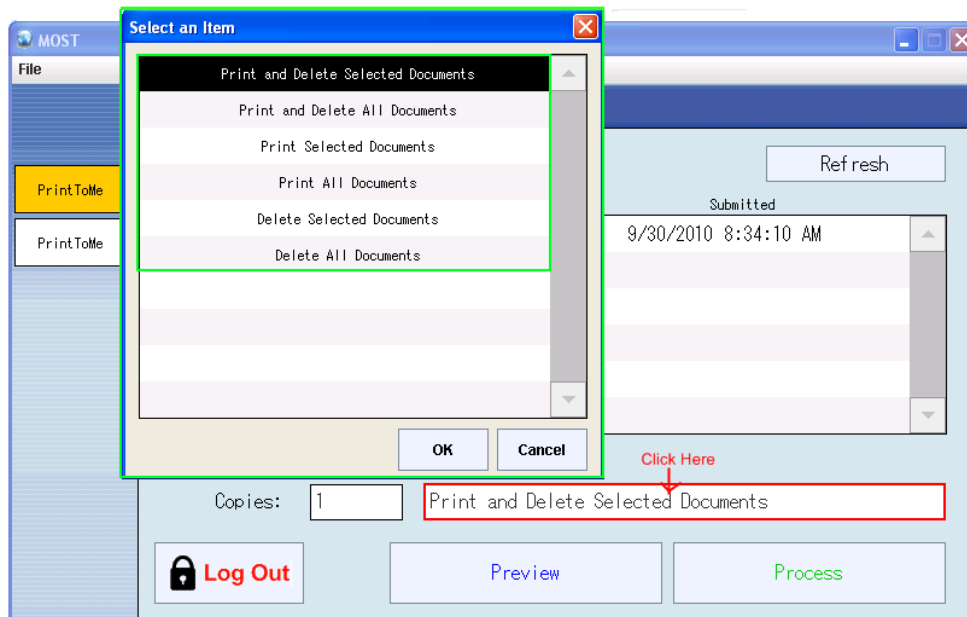 Select an Item
MOST
File
Print and Delete Selected Documents
Print and Delete All Documents
Print Selected Documents
Print All Documents
Delete Selected Documents
Delete All Documents
OK
Cancel
PrintToMe
PrintToMe
Refresh
Submitted
9/30/2010 8:34:10 AM
Click Here
Copies:
1
Print and Delete Selected Documents
Log Out
Preview
Process